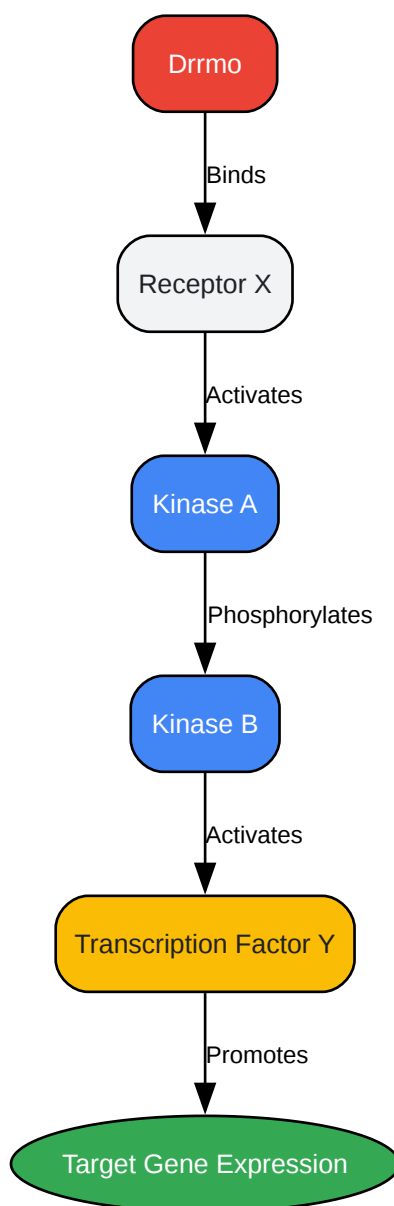 Drrmo
Binds
Receptor X
Activates
Kinase A
Phosphorylates
Kinase B
Activates
Transcription Factor Y
Promotes
Target Gene Expression